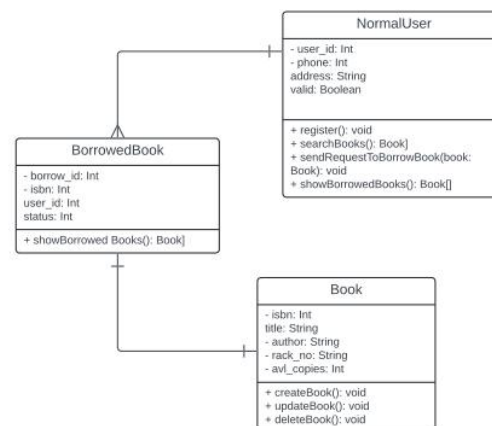 NormalUser
- user_id: Int
- phone: Int
address: String
valid: Boolean
+ register(): void
+ searchBooks(): Book]
+ sendRequestToBorrowBook(book:
Book): void
+ showBorrowedBooks(): Book[]
BorrowedBook
- borrow_id: Int
- isbn: Int
user_id: Int
status: Int
+ showBorrowed Books(): Book]
Book
- isbn: Int
title: String
- author: String
- rack_no: String
- avl_copies: Int
+ createBook(): void
+ updateBook(): void
+ deleteBook(): void